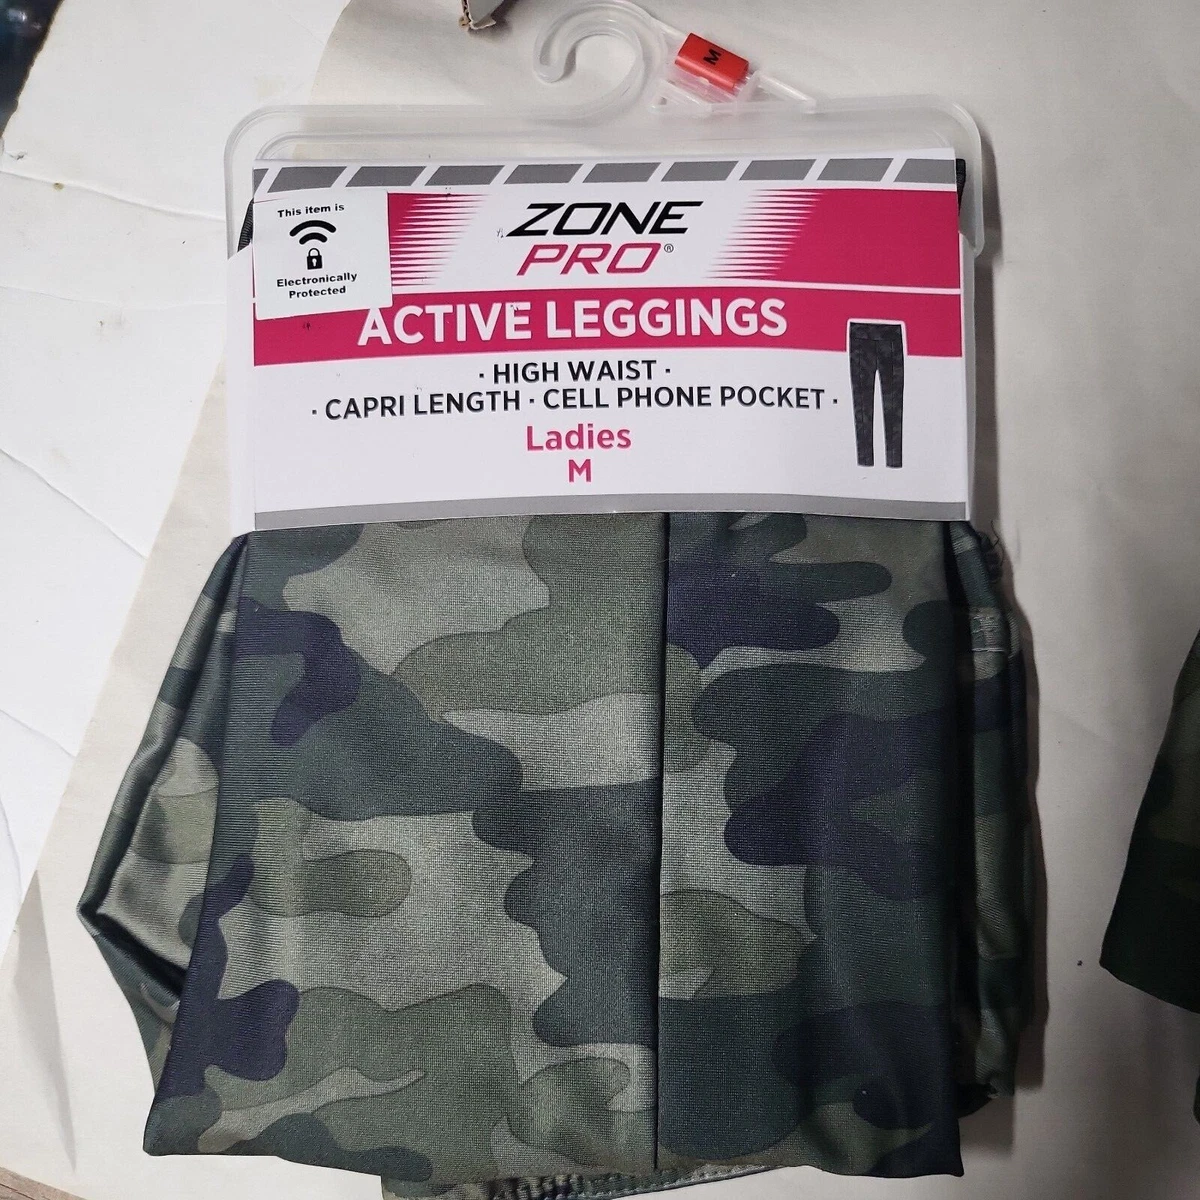 M
This item is
Electronically
Protected
ZONE
PRO®
ACTIVE LEGGINGS
· HIGH WAIST ·
· CAPRI LENGTH · CELL PHONE POCKET ·
Ladies
M